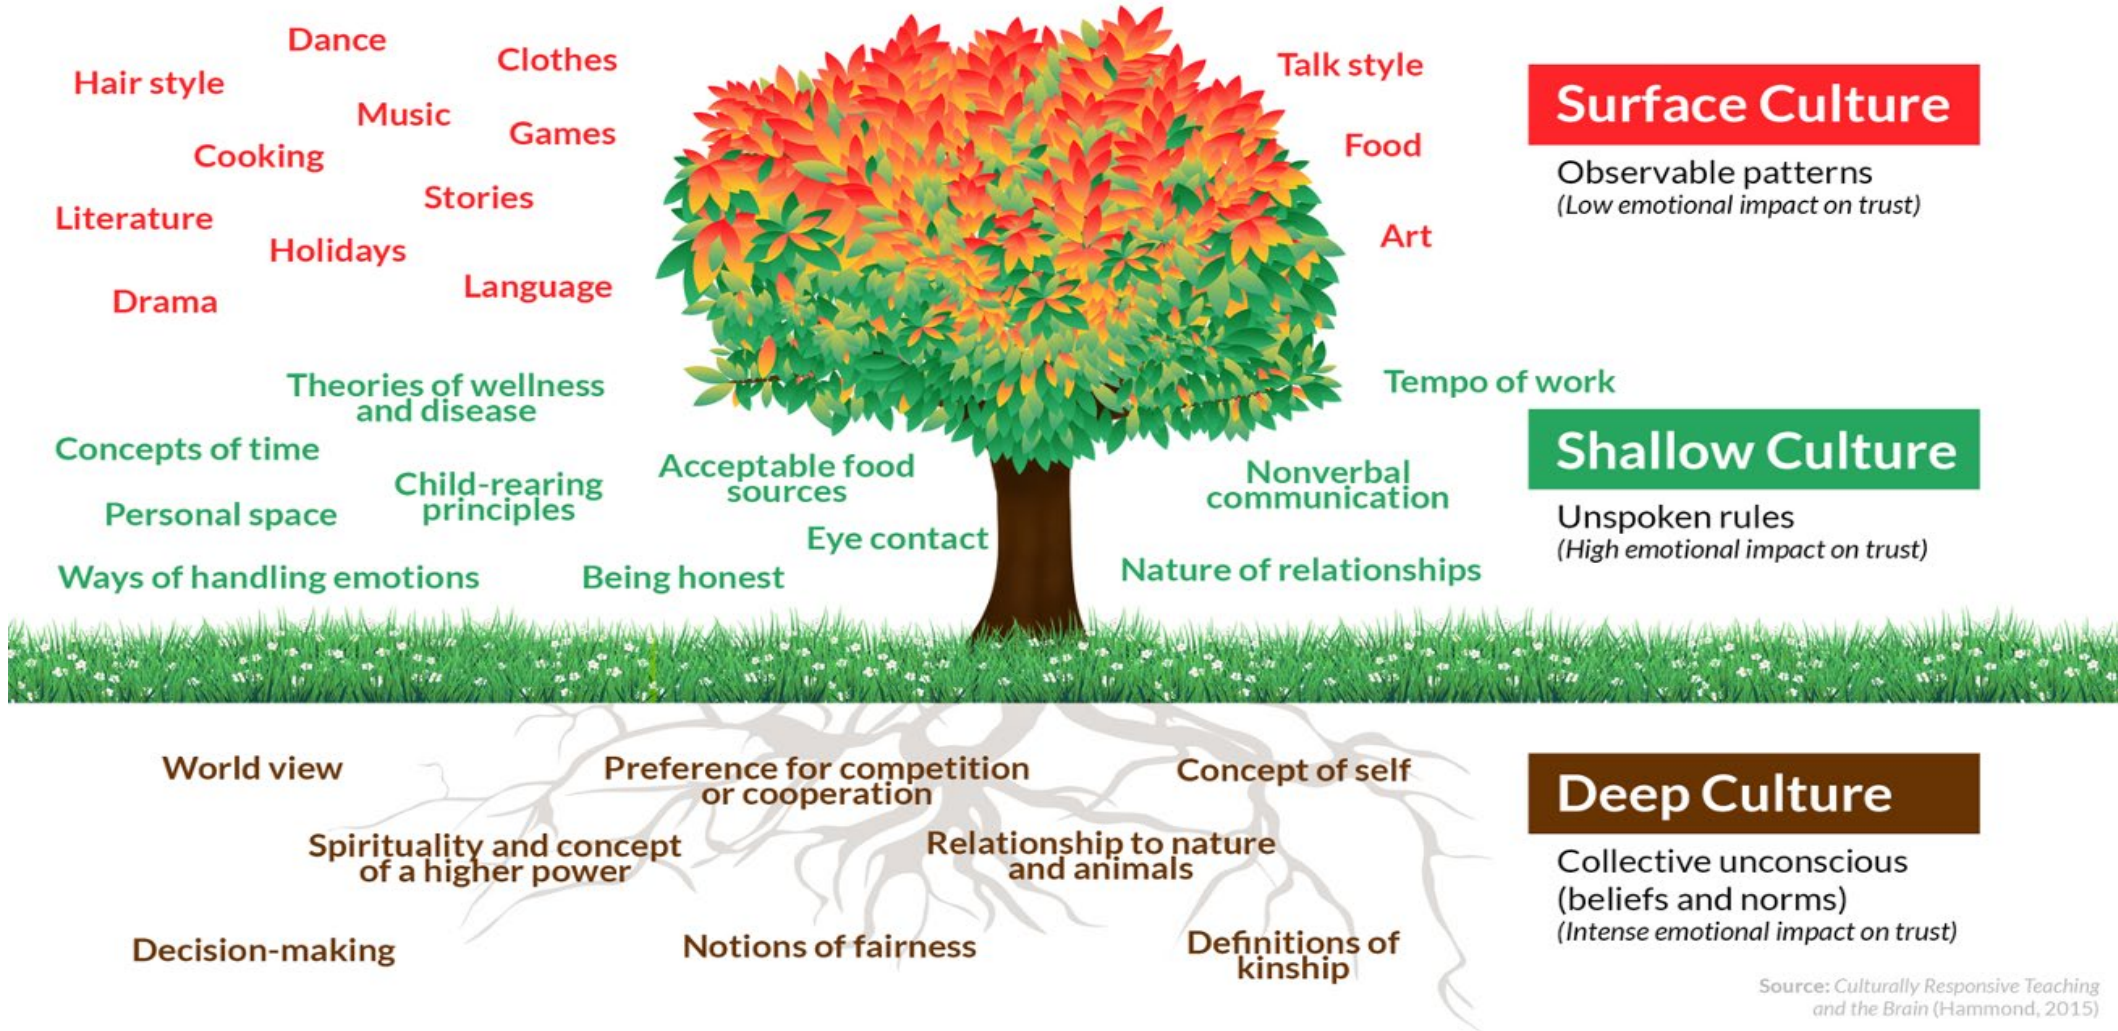 Dance
Clothes
Hair style
Music
Games
Cooking
Stories
Literature
Holidays
Language
Drama
Talk style
Food
Art
Surface Culture
Observable patterns
(Low emotional impact on trust)
Theories of wellness
and disease
Concepts of time
Child-rearing
principles
Acceptable food
sources
Personal space
Eye contact
Ways of handling emotions
Being honest
Tempo of work
Nonverbal
communication
Nature of relationships
Shallow Culture
Unspoken rules
(High emotional impact on trust)
World view
Preference for competition
or cooperation
Concept of self
Spirituality and concept
of a higher power
Relationship to nature
and animals
Decision-making
Notions of fairness
Definitions of
kinship
Deep Culture
Collective unconscious
(beliefs and norms)
(Intense emotional impact on trust)
Source: Culturally Responsive Teaching
and the Brain (Hammond, 2015)